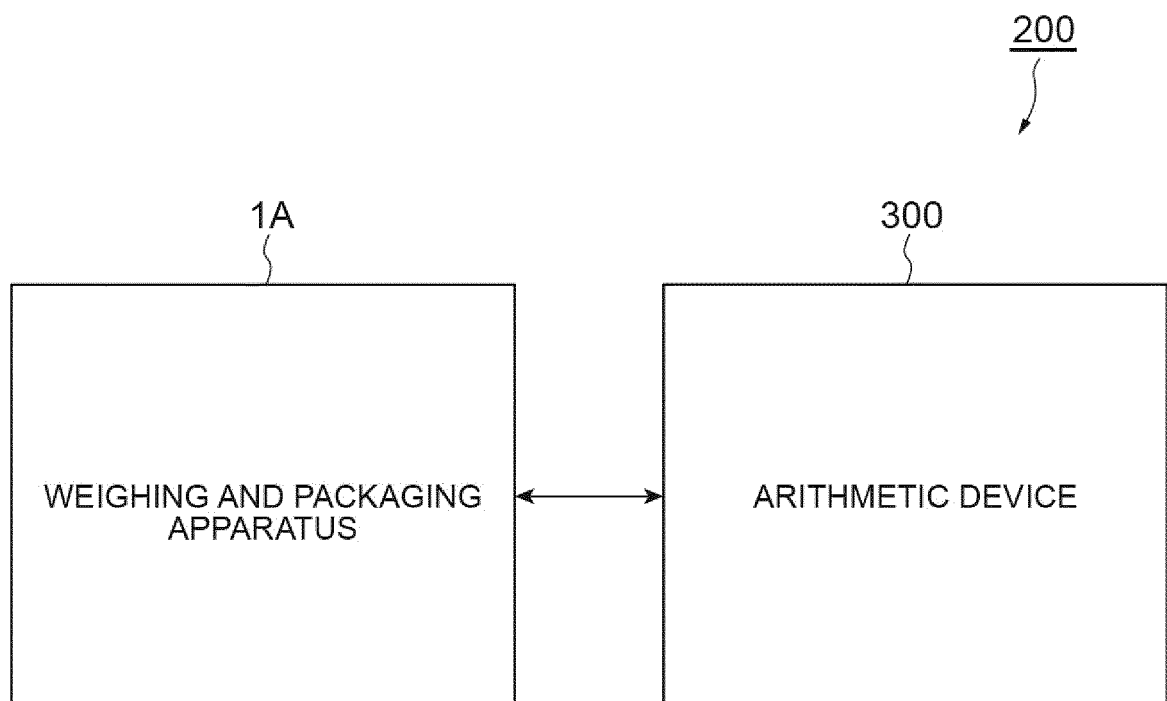 200
1A
300
WEIGHING AND PACKAGING
APPARATUS
ARITHMETIC DEVICE